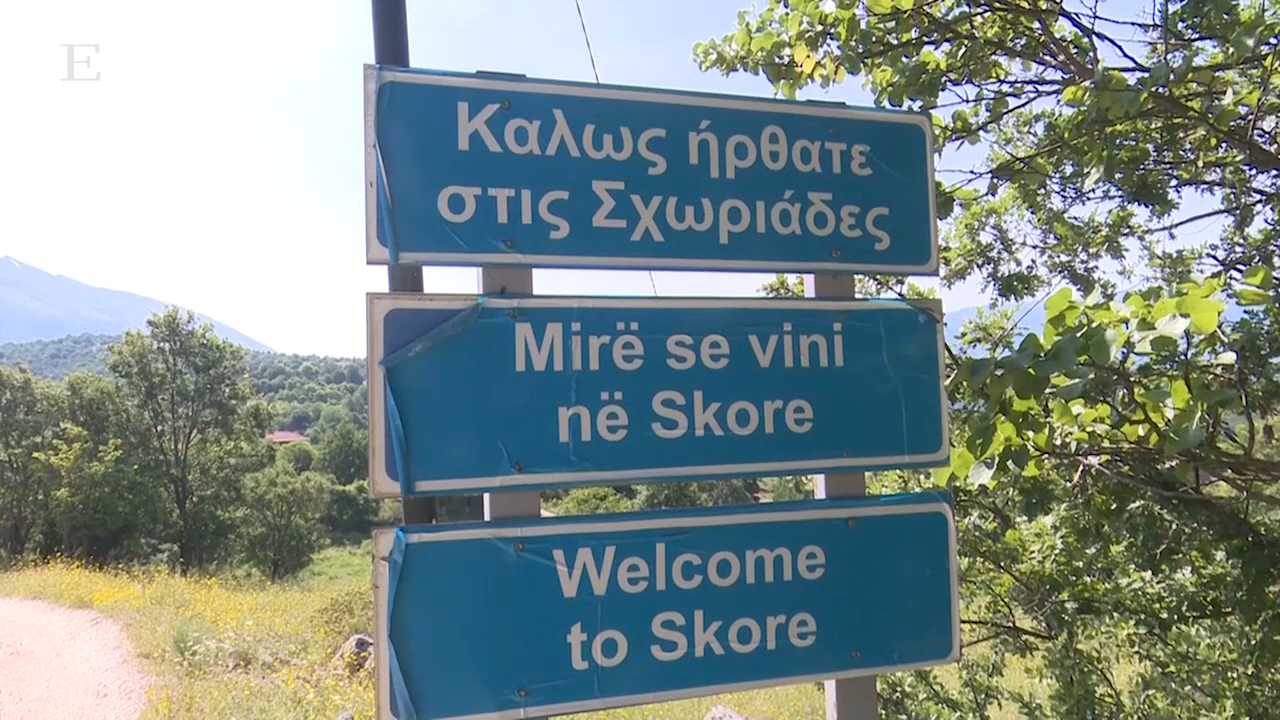 E
Καλως ήρθατε
στις Σχωριάδες
Mirë se vini
në Skore
Welcome
to Skore